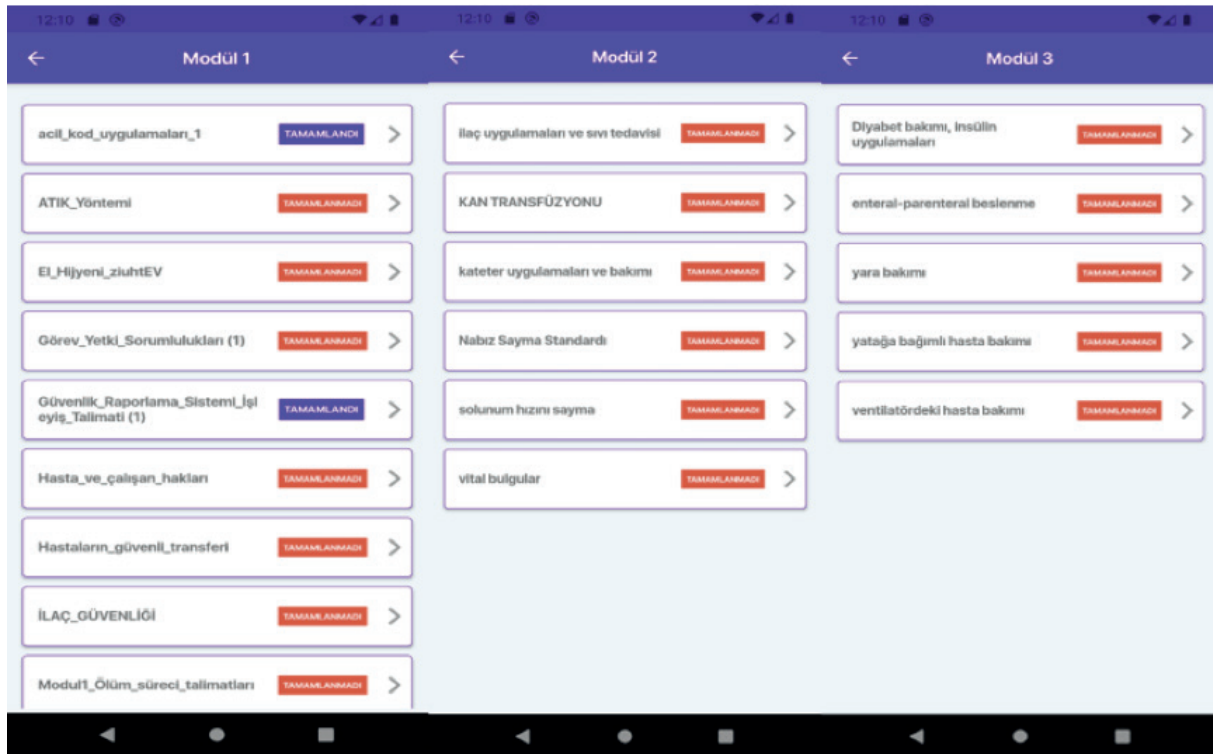 12:10
Modül 1
acil_kod_uygulamaları_1
TAMAMLANDI
ATIK_Yöntemi
TAMAMLANMADI
El_Hijyeni_ziuhtEV
TAMAMLANMADI
Görev_Yetki_Sorumlulukları (1)
TAMAMLANMADI
Güvenlik_Raporlama_Sistemi_İşl
eyiş_Talimati (1)
TAMAMLANDI
Hasta_ve_çalışan_hakları
TAMAMLANMADI
Hastaların_güvenli_transferi
TAMAMLANMADI
İLAÇ_GÜVENLİĞİ
TAMAMLANMADI
Modul1_Ölüm_süreci_talimatları
TAMAMLANMADI
12:10
Modül 2
ilaç uygulamaları ve sıvı tedavisi
TAMAMLANMADI
KAN TRANSFÜZYONU
TAMAMLANMADI
kateter uygulamaları ve bakımı
TAMAMLANMADI
Nabız Sayma Standardı
TAMAMLANMADI
solunum hızını sayma
TAMAMLANMADI
vital bulgular
TAMAMLANMADI
12:10
Modül 3
Diyabet bakımı, insülin
uygulamaları
TAMAMLANMADI
enteral-parenteral beslenme
TAMAMLANMADI
yara bakımı
TAMAMLANMADI
yatağa bağımlı hasta bakımı
TAMAMLANMADI
ventilatördeki hasta bakımı
TAMAMLANMADI